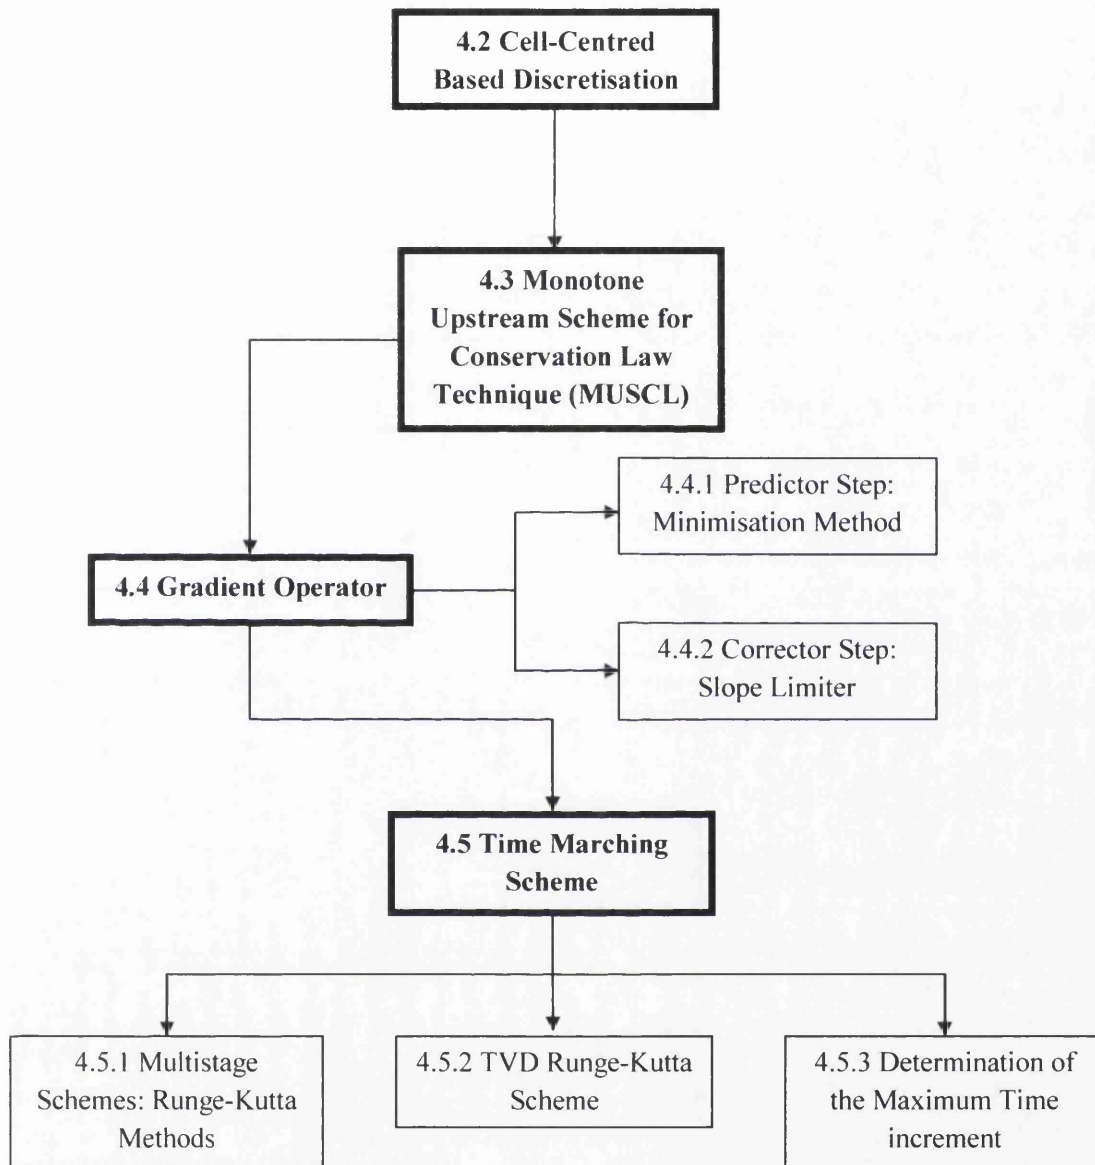 4.2 Cell-Centred
Based Discretisation
4.3 Monotone
Upstream Scheme for
Conservation Law
Technique (MUSCL)
4.4.1 Predictor Step:
Minimisation Method
4.4 Gradient Operator
4.4.2 Corrector Step:
Slope Limiter
4.5 Time Marching
Scheme
4.5.1 Multistage
Schemes: Runge-Kutta
Methods
4.5.2 TVD Runge-Kutta
Scheme
4.5.3 Determination of
the Maximum Time
increment